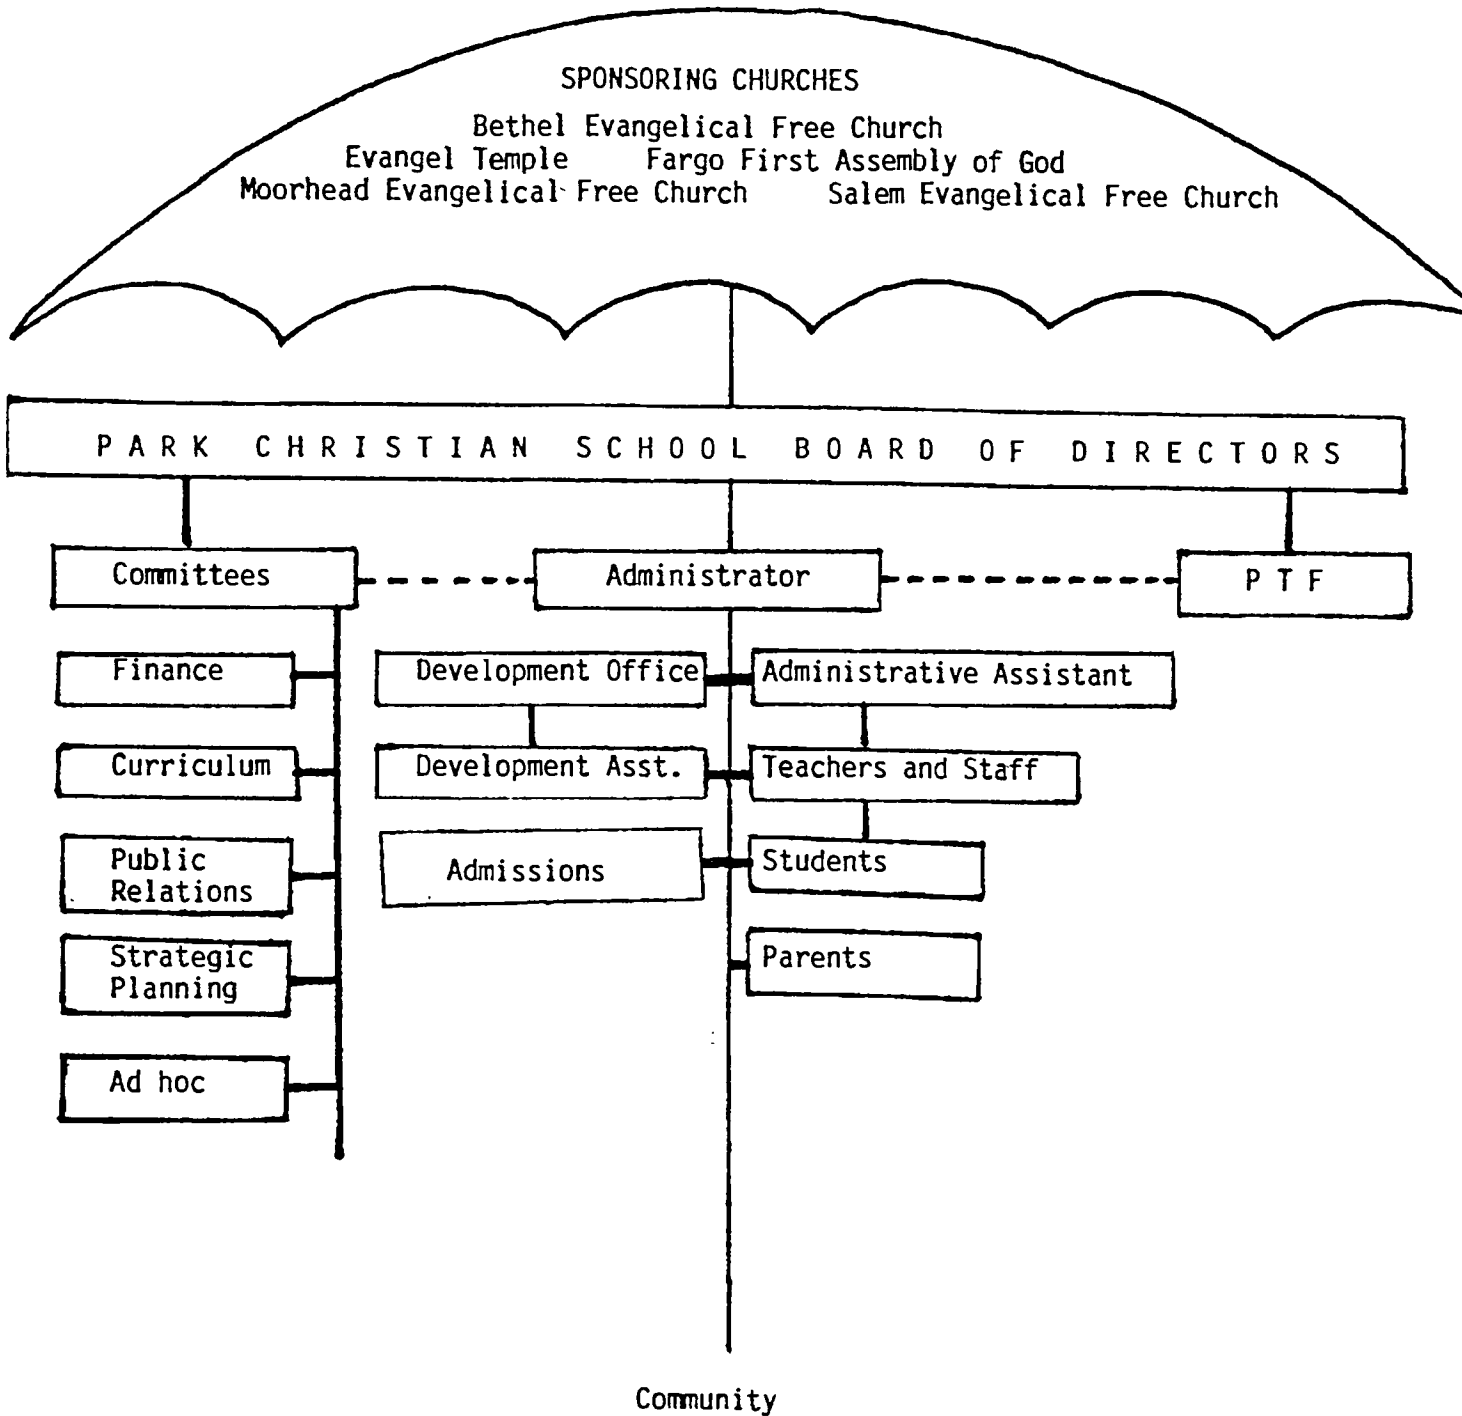 SPONSORING CHURCHES
Bethel Evangelical Free Church
Evangel Temple Fargo First Assembly of God
Moorhead Evangelical Free Church Salem Evangelical Free Church
PARK CHRISTIAN SCHOOL BOARD OF DIRECTORS
Committees
Administrator
PTF
Finance
Development Office
Administrative Assistant
Curriculum
Development Asst.
Teachers and Staff
Public
Relations
Admissions
Students
Strategic
Planning
Parents
Ad hoc
Community